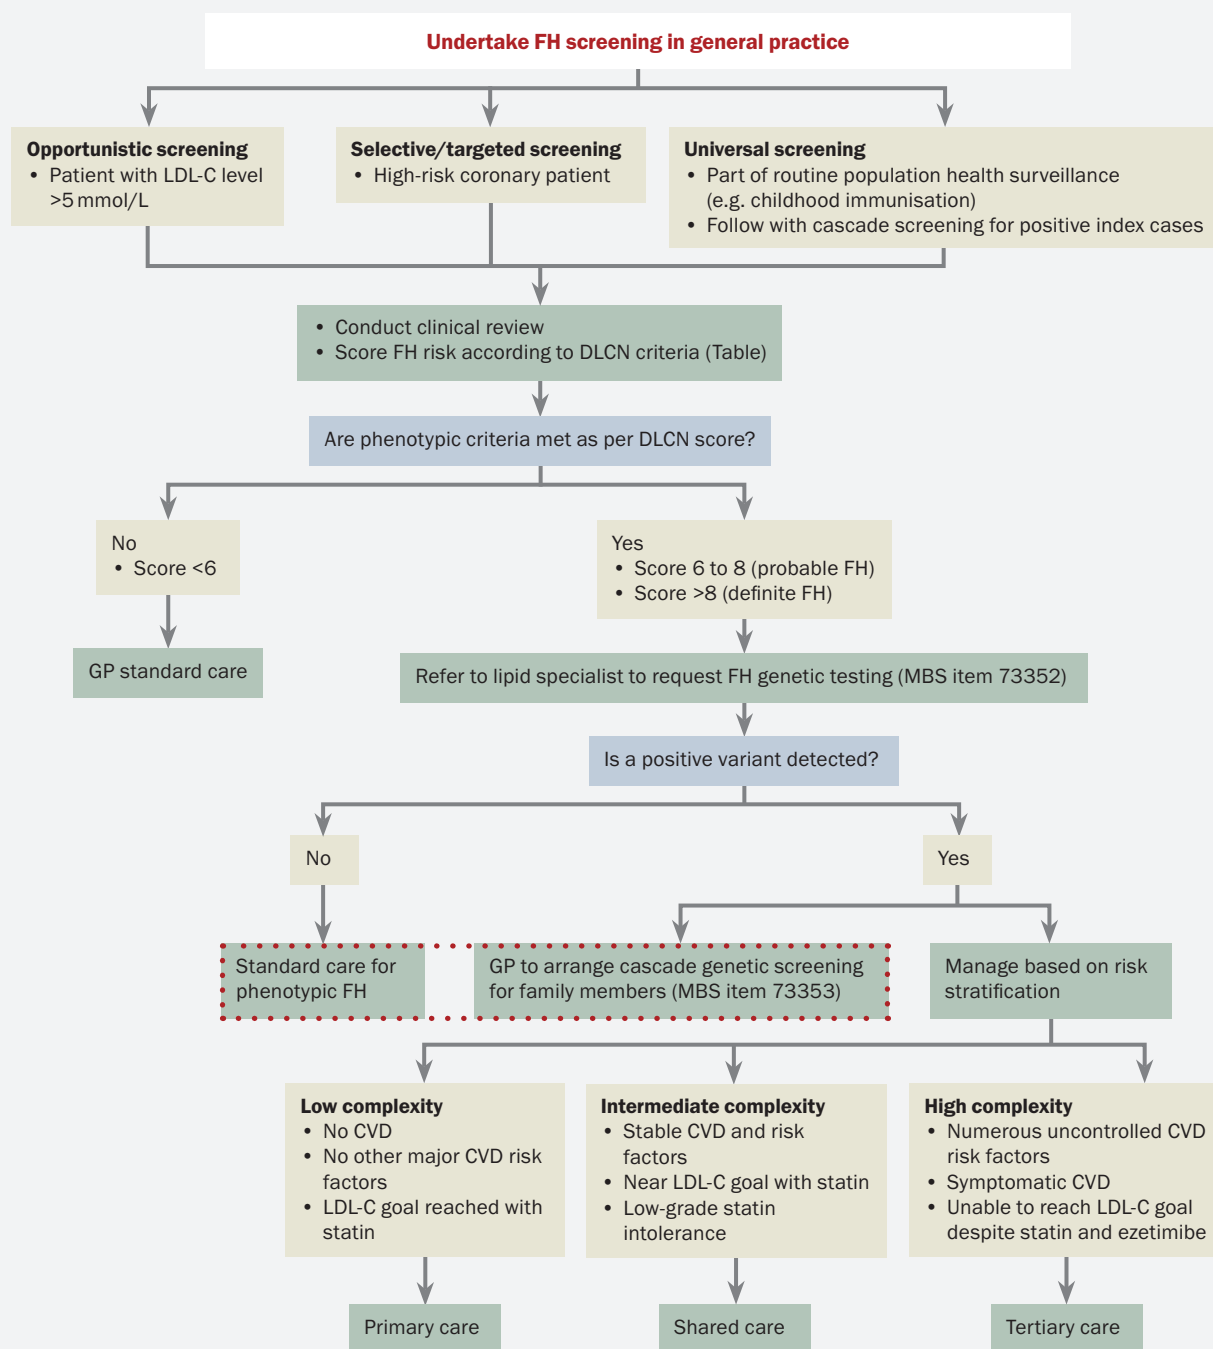 Undertake FH screening in general practice
Opportunistic screening
• Patient with LDL-C level
>5 mmol/L
Selective/targeted screening
• High-risk coronary patient
Universal screening
• Part of routine population health surveillance
(e.g. childhood immunisation)
• Follow with cascade screening for positive index cases
• Conduct clinical review
• Score FH risk according to DLCN criteria (Table)
Are phenotypic criteria met as per DLCN score?
No
• Score <6
Yes
• Score 6 to 8 (probable FH)
• Score >8 (definite FH)
GP standard care
Refer to lipid specialist to request FH genetic testing (MBS item 73352)
Is a positive variant detected?
No
Yes
Standard care for
phenotypic FH
GP to arrange cascade genetic screening
for family members (MBS item 73353)
Manage based on risk
stratification
Low complexity
• No CVD
• No other major CVD risk
factors
• LDL-C goal reached with
statin
Intermediate complexity
• Stable CVD and risk
factors
• Near LDL-C goal with statin
• Low-grade statin
intolerance
High complexity
• Numerous uncontrolled CVD
risk factors
• Symptomatic CVD
• Unable to reach LDL-C goal
despite statin and ezetimibe
Primary care
Shared care
Tertiary care